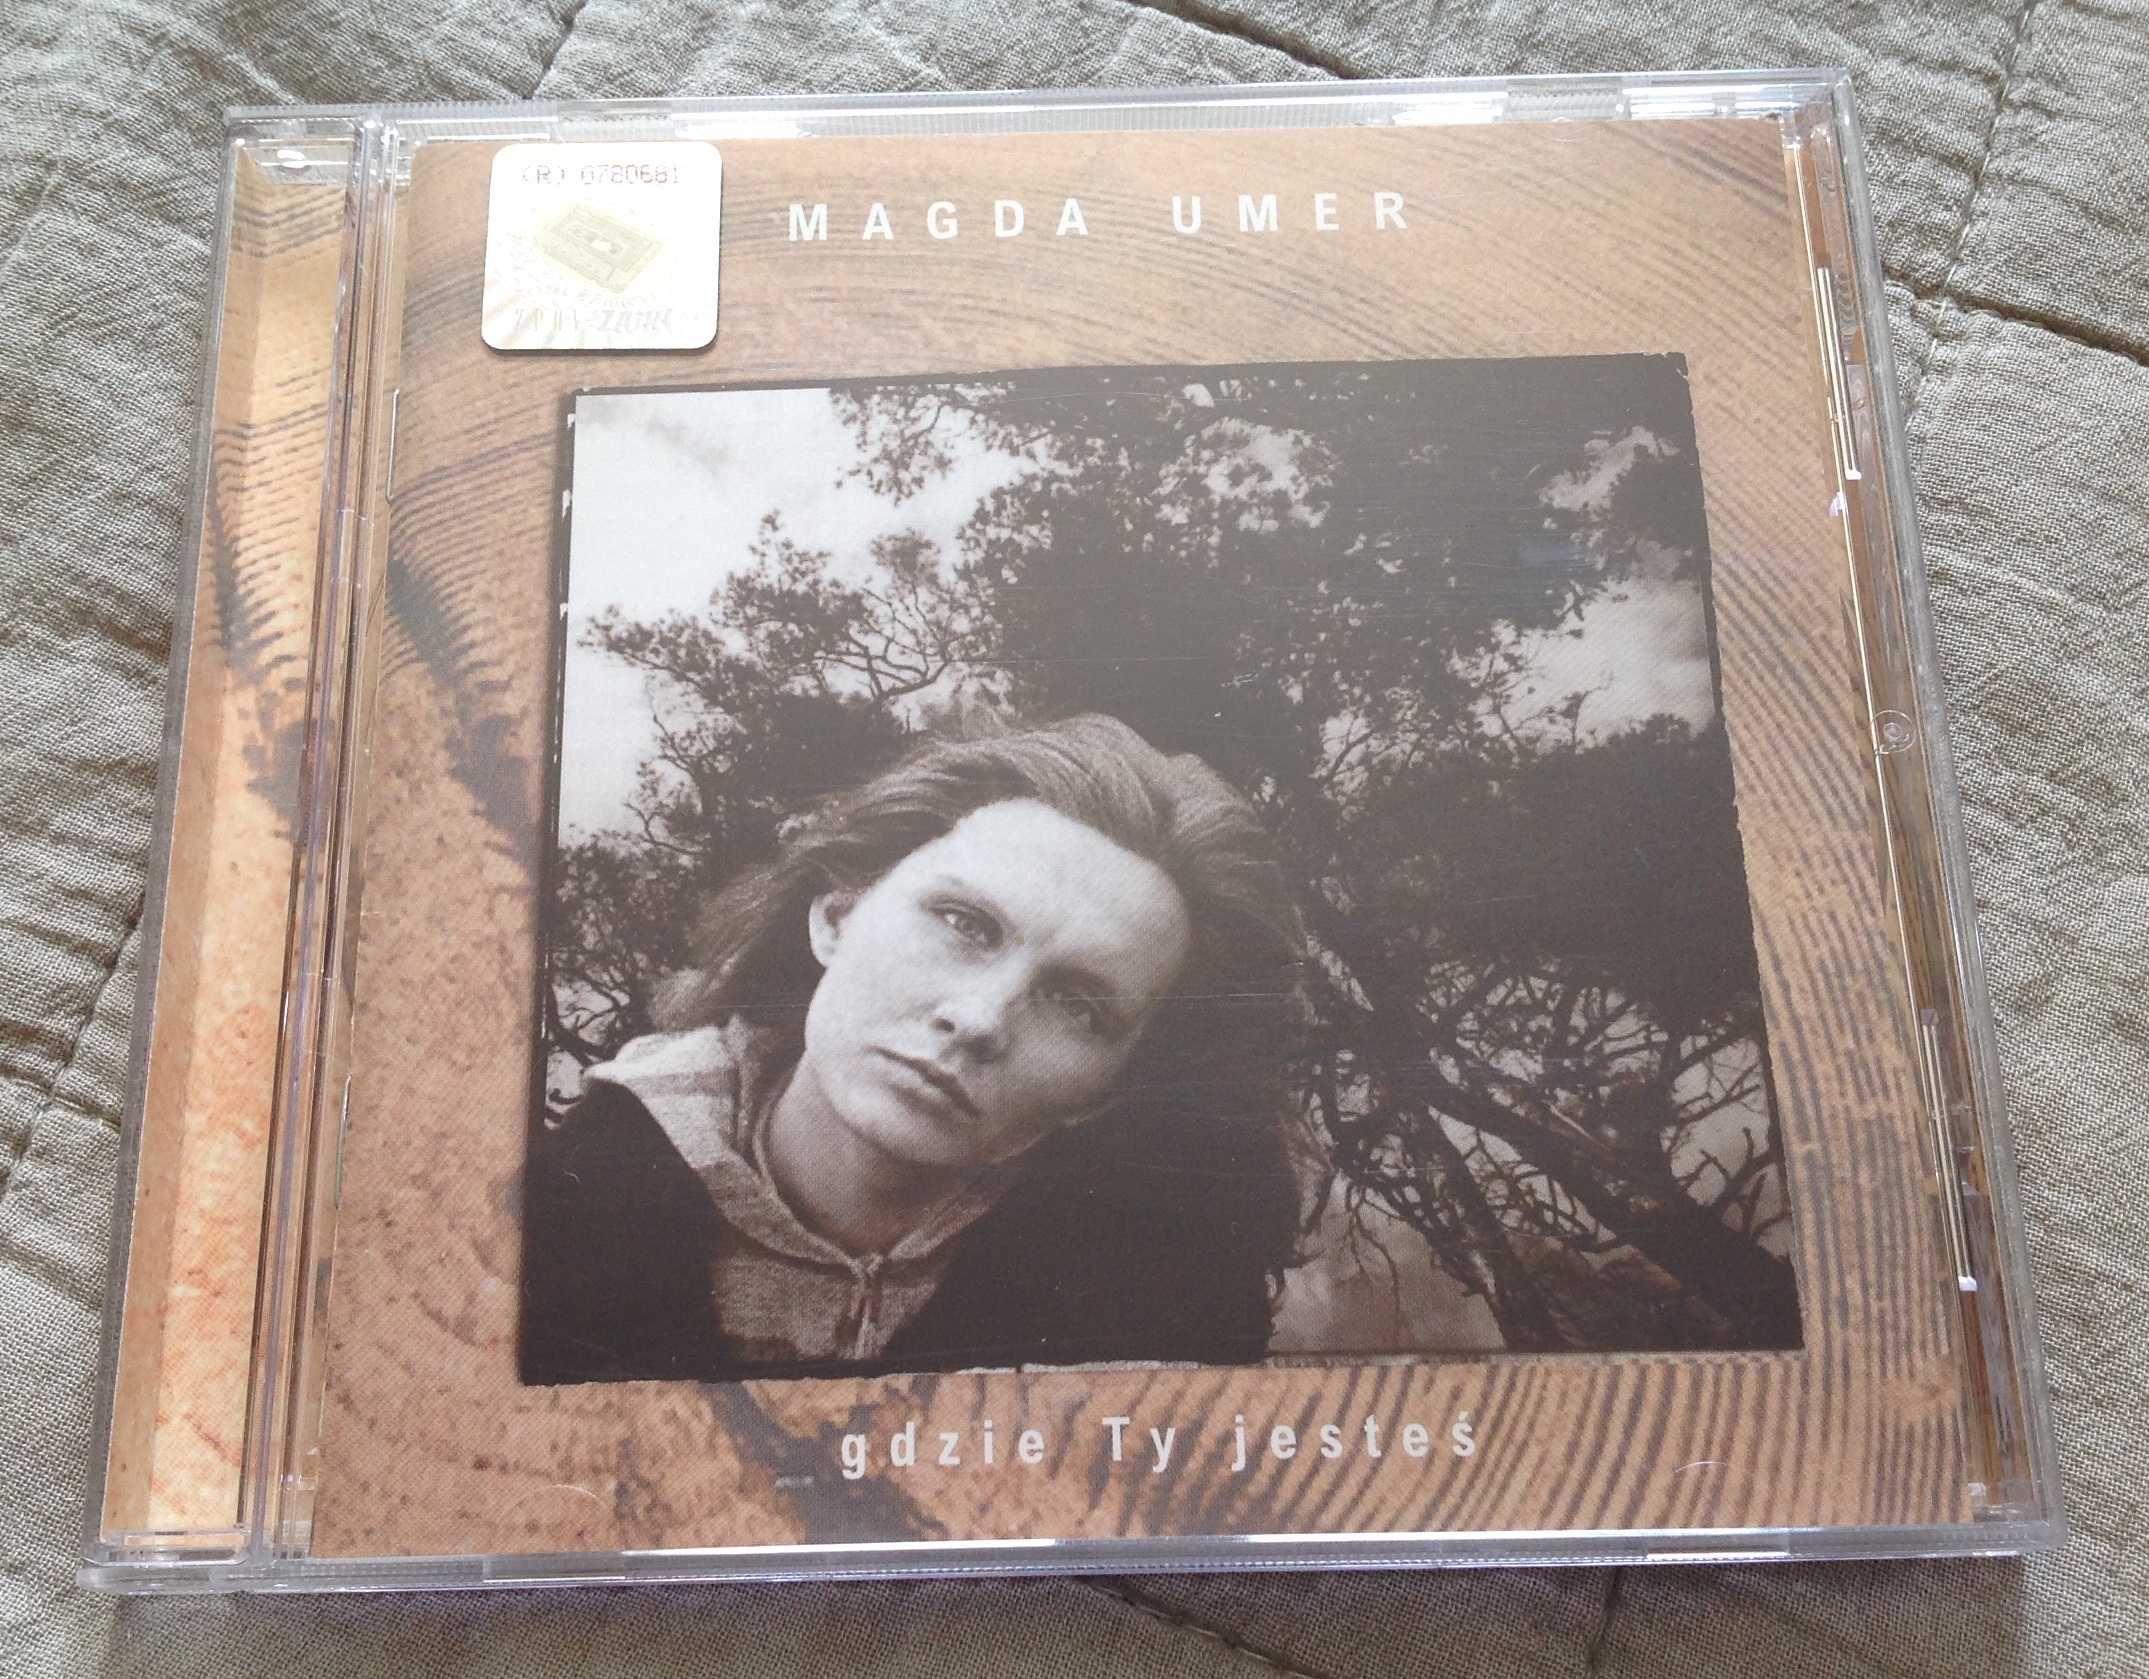 (R) 0780681
MAGDA UMER
gdzie Ty jesteś